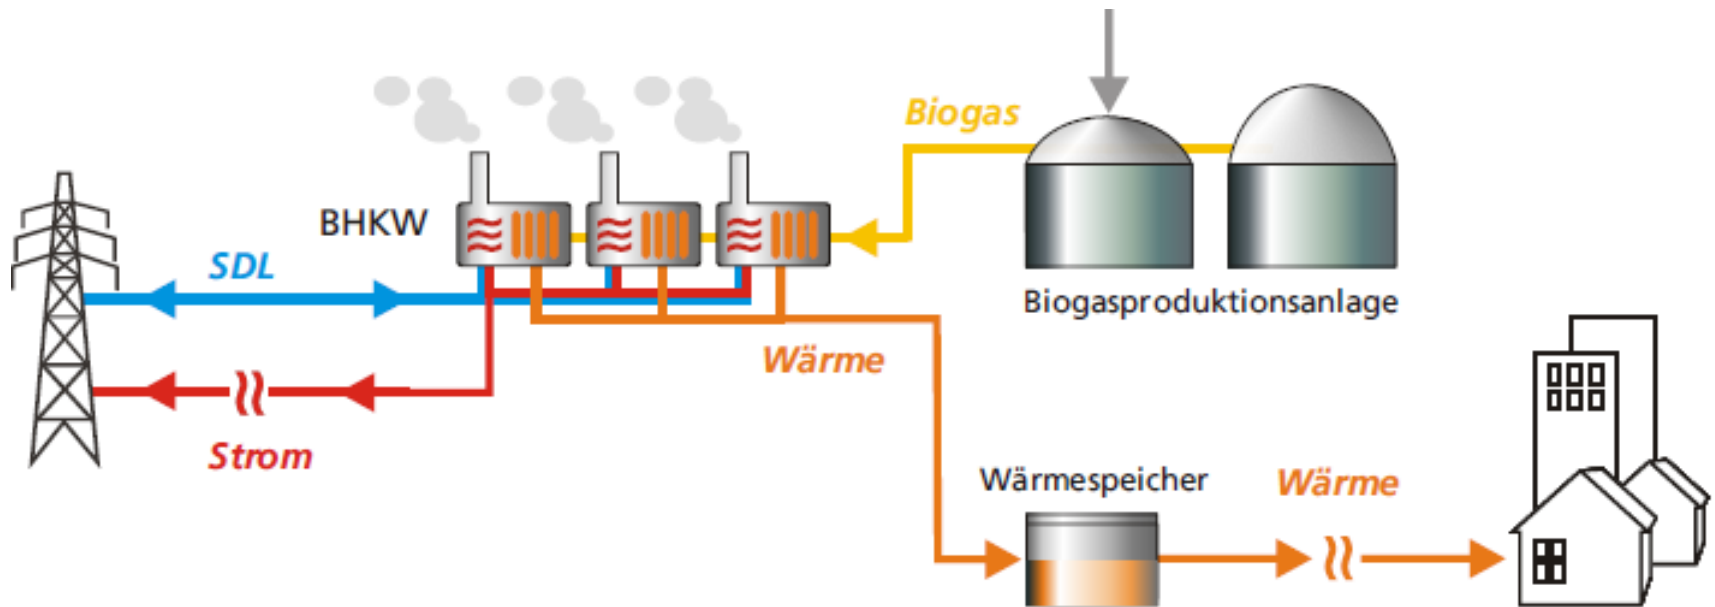 Biogas
BHKW
SDL
Biogasproduktionsanlage
Wärme
Strom
Wärmespeicher
Wärme